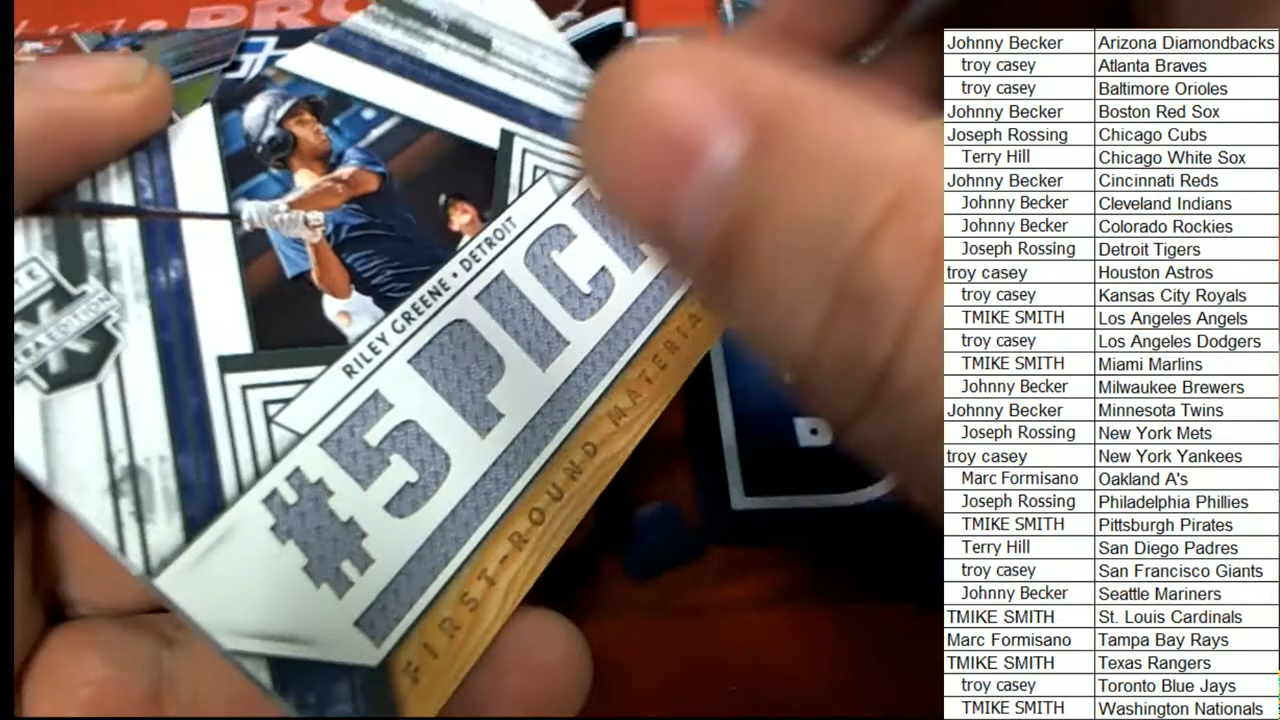 PRO
RILEY GREENE • DETROIT
#5 PICK
FIRST-ROUND MATERIA
Johnny Becker Arizona Diamondbacks
troy casey Atlanta Braves
troy casey Baltimore Orioles
Johnny Becker Boston Red Sox
Joseph Rossing Chicago Cubs
Terry Hill Chicago White Sox
Johnny Becker Cincinnati Reds
Johnny Becker Cleveland Indians
Johnny Becker Colorado Rockies
Joseph Rossing Detroit Tigers
troy casey Houston Astros
troy casey Kansas City Royals
TMIKE SMITH Los Angeles Angels
troy casey Los Angeles Dodgers
TMIKE SMITH Miami Marlins
Johnny Becker Milwaukee Brewers
Johnny Becker Minnesota Twins
Joseph Rossing New York Mets
troy casey New York Yankees
Marc Formisano Oakland A's
Joseph Rossing Philadelphia Phillies
TMIKE SMITH Pittsburgh Pirates
Terry Hill San Diego Padres
troy casey San Francisco Giants
Johnny Becker Seattle Mariners
TMIKE SMITH St. Louis Cardinals
Marc Formisano Tampa Bay Rays
TMIKE SMITH Texas Rangers
troy casey Toronto Blue Jays
TMIKE SMITH Washington Nationals